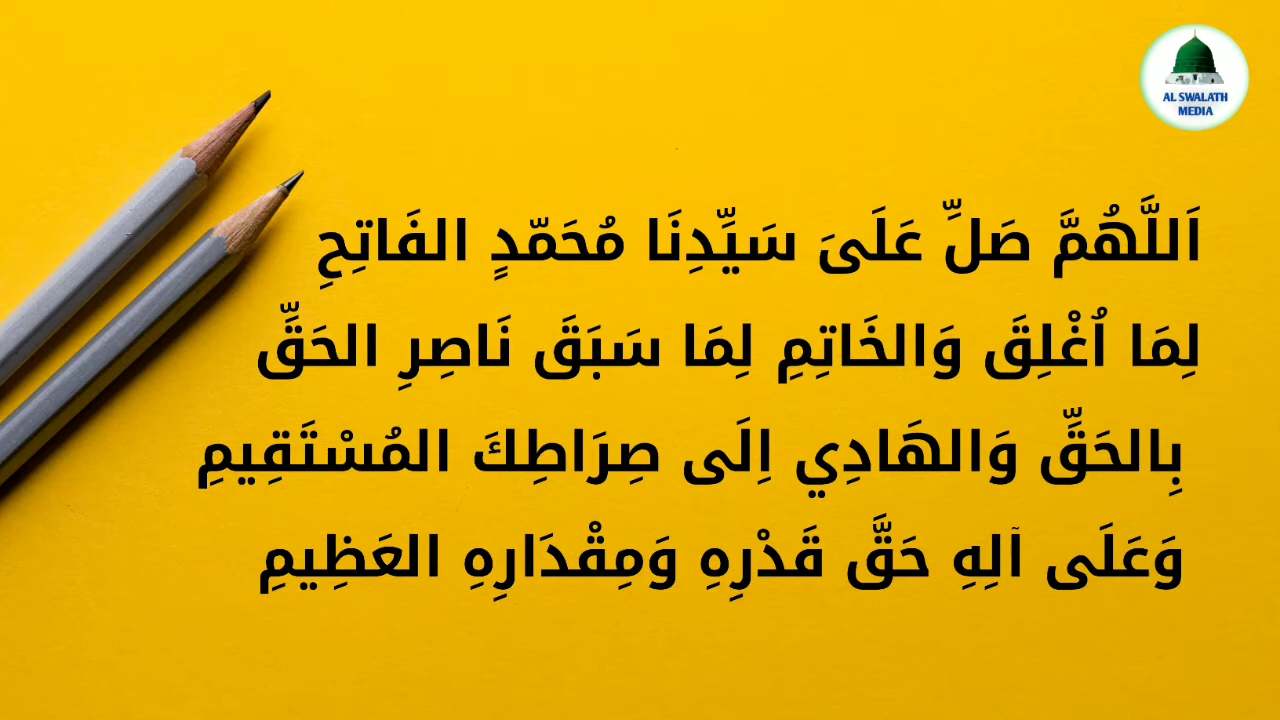 AL SWALATH
MEDIA
اَللَّهُمَّ صَلِّ عَلَىَ سَيِّدِنَا مُحَمّدٍ الفَاتِحِ
لِمَا اُغْلِقَ وَالخَاتِمِ لِمَا سَبَقَ نَاصِرِ الحَقِّ
بِالحَقِّ وَالهَادِي اِلَى صِرَاطِكَ المُسْتَقِيمِ
وَعَلَى آلِهِ حَقَّ قَدْرِهِ وَمِقْدَارِهِ العَظِيمِ